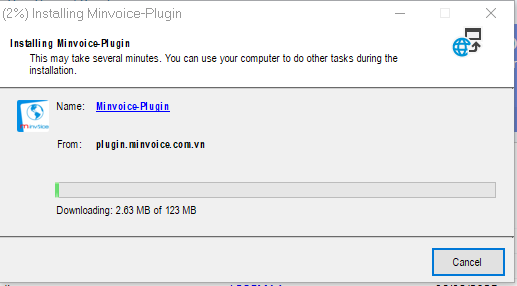 (2%) Installing Minvoice-Plugin
Installing Minvoice-Plugin
This may take several minutes. You can use your computer to do other tasks during the
installation.
Name: Minvoice-Plugin
From: plugin.minvoice.com.vn
Downloading: 2.63 MB of 123 MB
Cancel